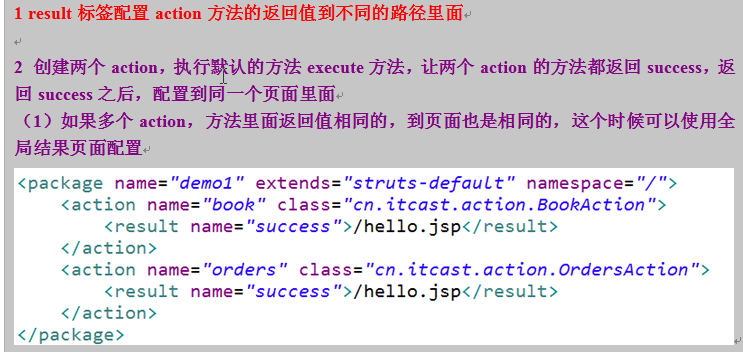 1 result 标签配置 action 方法的返回值到不同的路径里面
2 创建两个 action，执行默认的方法 execute 方法，让两个 action 的方法都返回 success，返
回 success 之后，配置到同一个页面里面
（1）如果多个 action，方法里面返回值相同的，到页面也是相同的，这个时候可以使用全
局结果页面配置
<package name="demo1" extends="struts-default" namespace="/">
    <action name="book" class="cn.itcast.action.BookAction">
        <result name="success">/hello.jsp</result>
    </action>
    <action name="orders" class="cn.itcast.action.OrdersAction">
        <result name="success">/hello.jsp</result>
    </action>
</package>